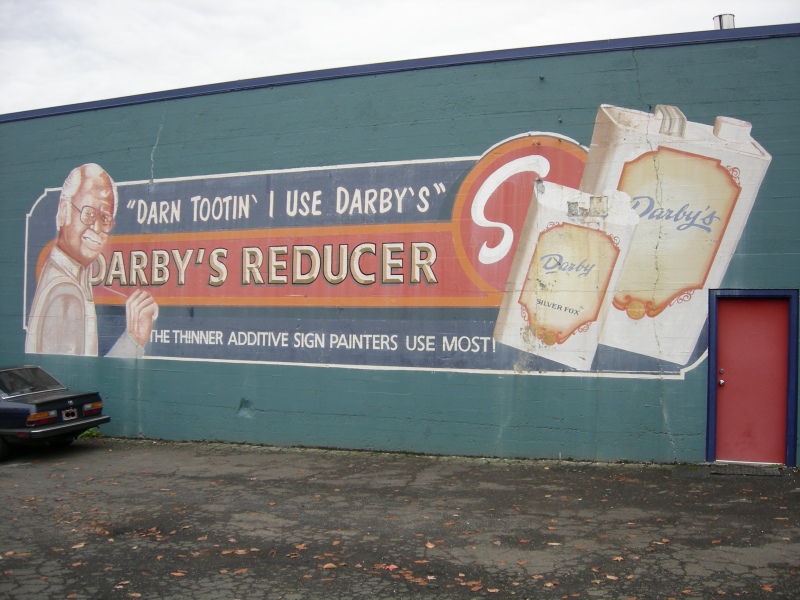 "DARN TOOTIN' I USE DARBY'S"
DARBY'S REDUCER
THE THINNER ADDITIVE SIGN PAINTERS USE MOST!
S
Darby's
Darby
SILVER FOX